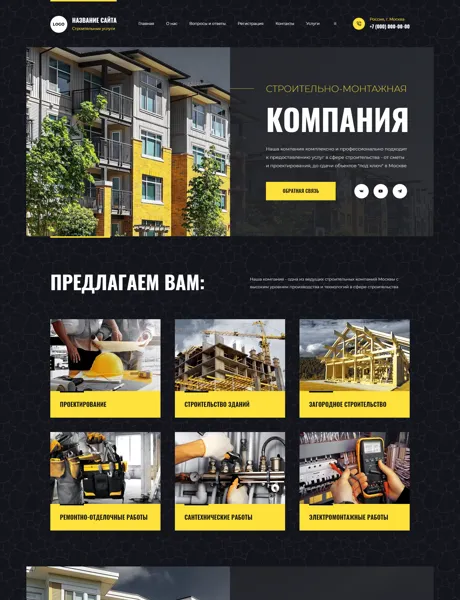 LOGO
НАЗВАНИЕ САЙТА
Строительные услуги
Главная
О нас
Вопросы и ответы
Регистрация
Контакты
Услуги
Россия, г. Москва
+7 (000) 000-00-00
СТРОИТЕЛЬНО-МОНТАЖНАЯ
КОМПАНИЯ
Наша компания комплексно и профессионально подходит
к предоставлению услуг в сфере строительства - от сметы
и проектирования, до сдачи объектов "под ключ" в Москве
ОБРАТНАЯ СВЯЗЬ
ПРЕДЛАГАЕМ ВАМ:
Наша компания - одна из ведущих строительных компаний Москвы с
высоким уровнем производства и технологий в сфере строительства
ПРОЕКТИРОВАНИЕ
СТРОИТЕЛЬСТВО ЗДАНИЙ
ЗАГОРОДНОЕ СТРОИТЕЛЬСТВО
РЕМОНТНО-ОТДЕЛОЧНЫЕ РАБОТЫ
САНТЕХНИЧЕСКИЕ РАБОТЫ
ЭЛЕКТРОМОНТАЖНЫЕ РАБОТЫ